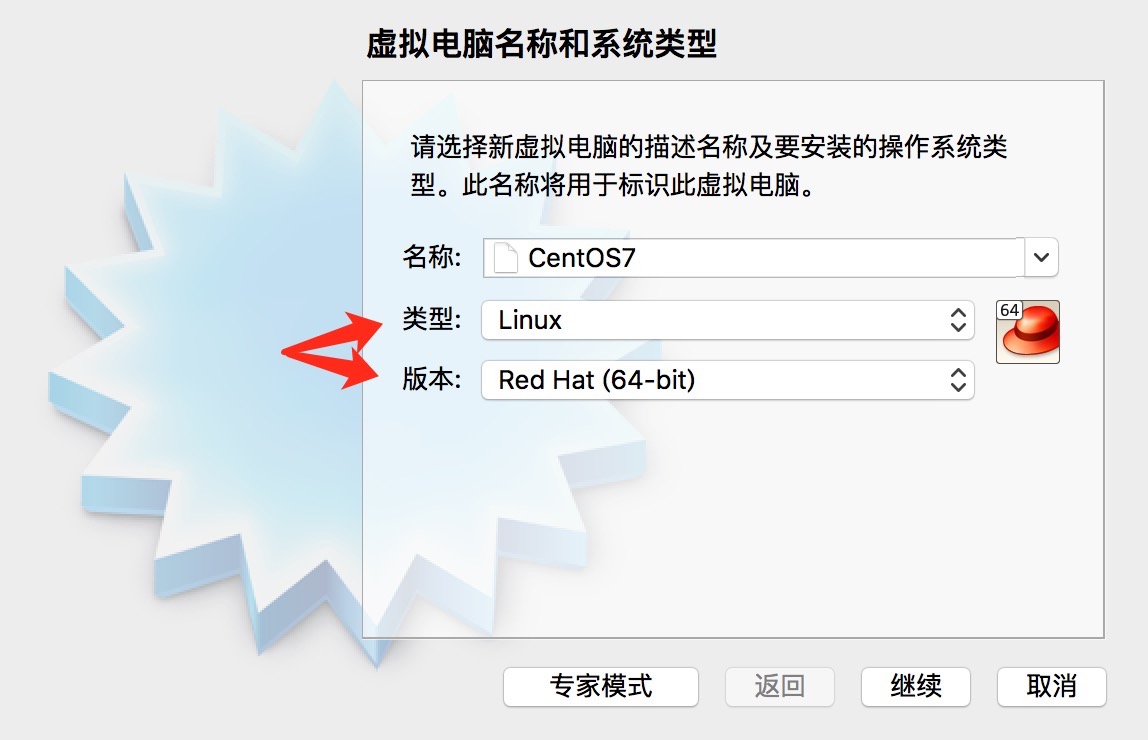 虚拟电脑名称和系统类型
请选择新虚拟电脑的描述名称及要安装的操作系统类
型。此名称将用于标识此虚拟电脑。
名称: CentOS7
类型: Linux
64
版本: Red Hat (64-bit)
专家模式 返回 继续 取消